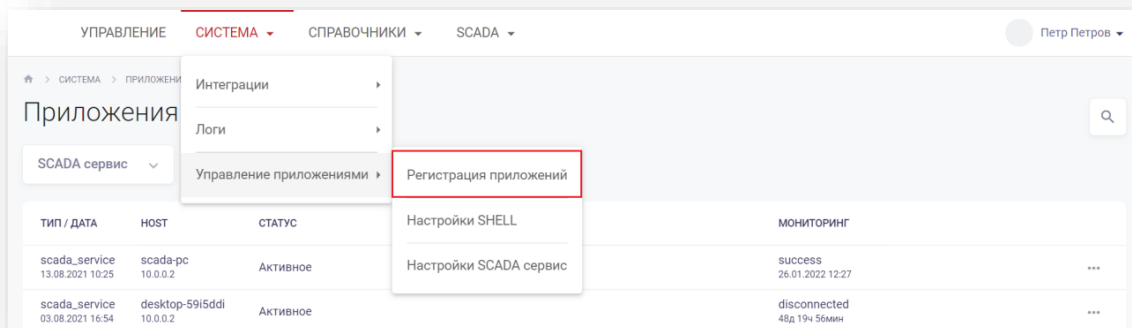 УПРАВЛЕНИЕ СИСТЕМА СПРАВОЧНИКИ SCADA Петр Петров
> СИСТЕМА > ПРИЛОЖЕНИ
Интеграции
Приложения
Логи
SCADA сервис
Управление приложениями
Регистрация приложений
Настройки SHELL
Настройки SCADA сервис
ТИП / ДАТА HOST СТАТУС МОНИТОРИНГ
scada_service scada-pc Активное success
13.08.2021 10:25 10.0.0.2 26.01.2022 12:27
scada_service desktop-59i5ddi Активное disconnected
03.08.2021 16:54 10.0.0.2 48д 19ч 56мин